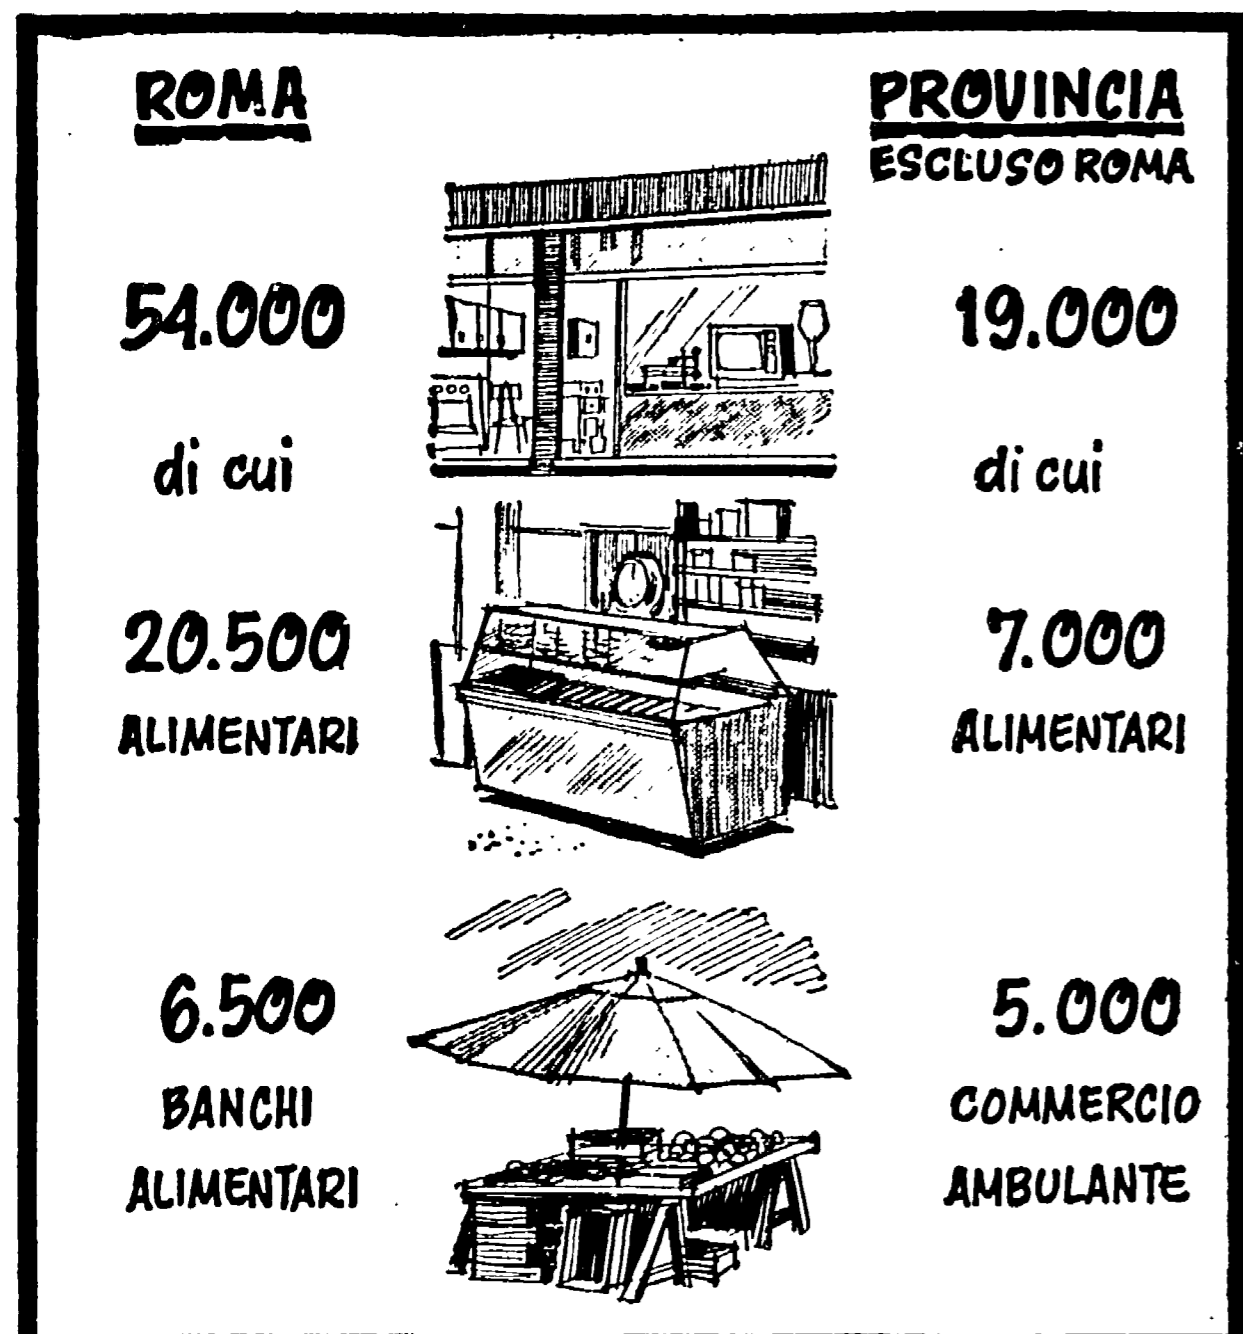 ROMA
54.000
di cui
20.500
ALIMENTARI
6.500
BANCHI
ALIMENTARI
PROVINCIA
ESCLUSO ROMA
19.000
di cui
7.000
ALIMENTARI
5.000
COMMERCIO
AMBULANTE